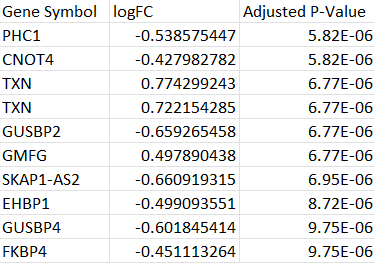 Gene Symbol logFC Adjusted P-Value
PHC1 -0.538575447 5.82E-06
CNOT4 -0.427982782 5.82E-06
TXN 0.774299243 6.77E-06
TXN 0.722154285 6.77E-06
GUSBP2 -0.659265458 6.77E-06
GMFG 0.497890438 6.77E-06
SKAP1-AS2 -0.660919315 6.95E-06
EHBP1 -0.499093551 8.72E-06
GUSBP4 -0.601845414 9.75E-06
FKBP4 -0.451113264 9.75E-06